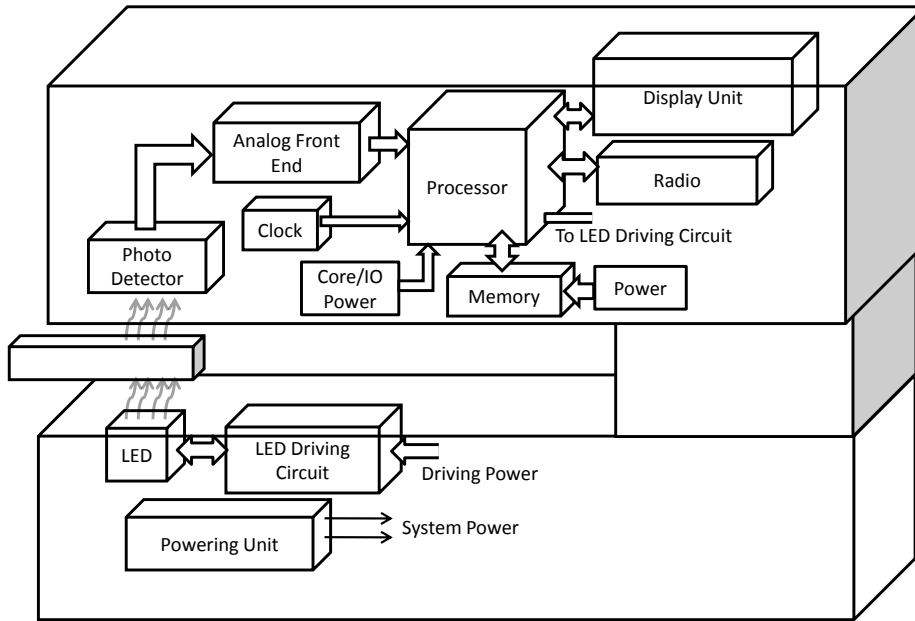 Display Unit
Analog Front
End
Processor
Radio
Clock
To LED Driving Circuit
Photo
Detector
Core/IO
Power
Memory
Power
LED
LED Driving
Circuit
Driving Power
Powering Unit
System Power